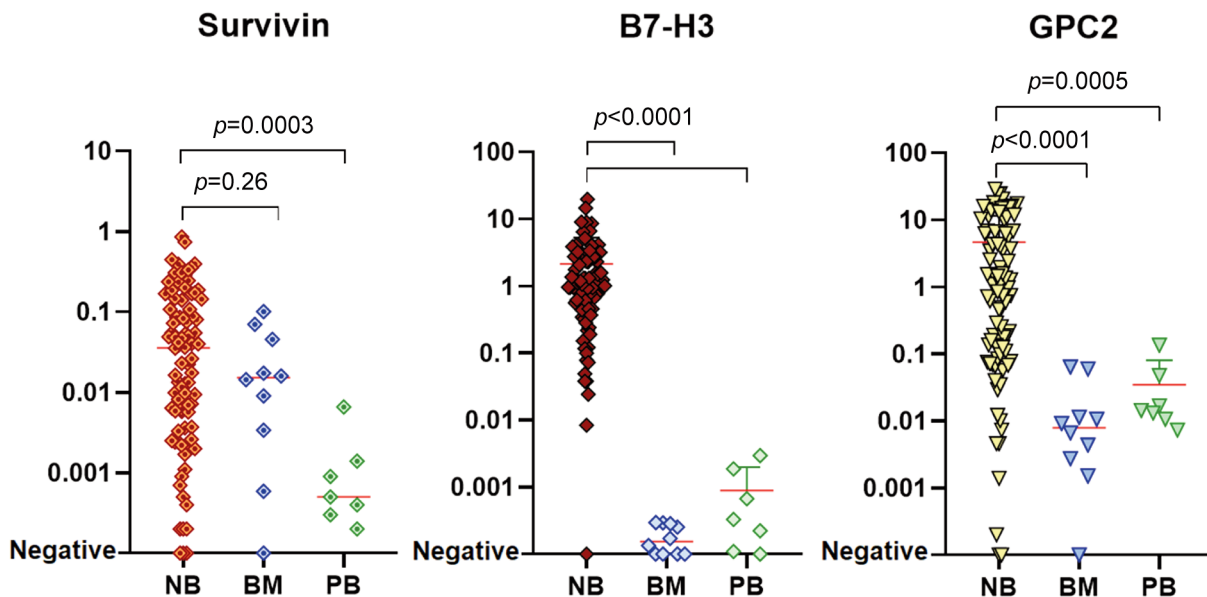 Survivin
B7-H3
GPC2
p=0.0003
p=0.26
p<0.0001
p=0.0005
p<0.0001
10
1
0.1
0.01
0.001
Negative
NB BM PB
100
10
1
0.1
0.01
0.001
NB BM PB
100
10
1
0.1
0.01
0.001
Negative
NB BM PB